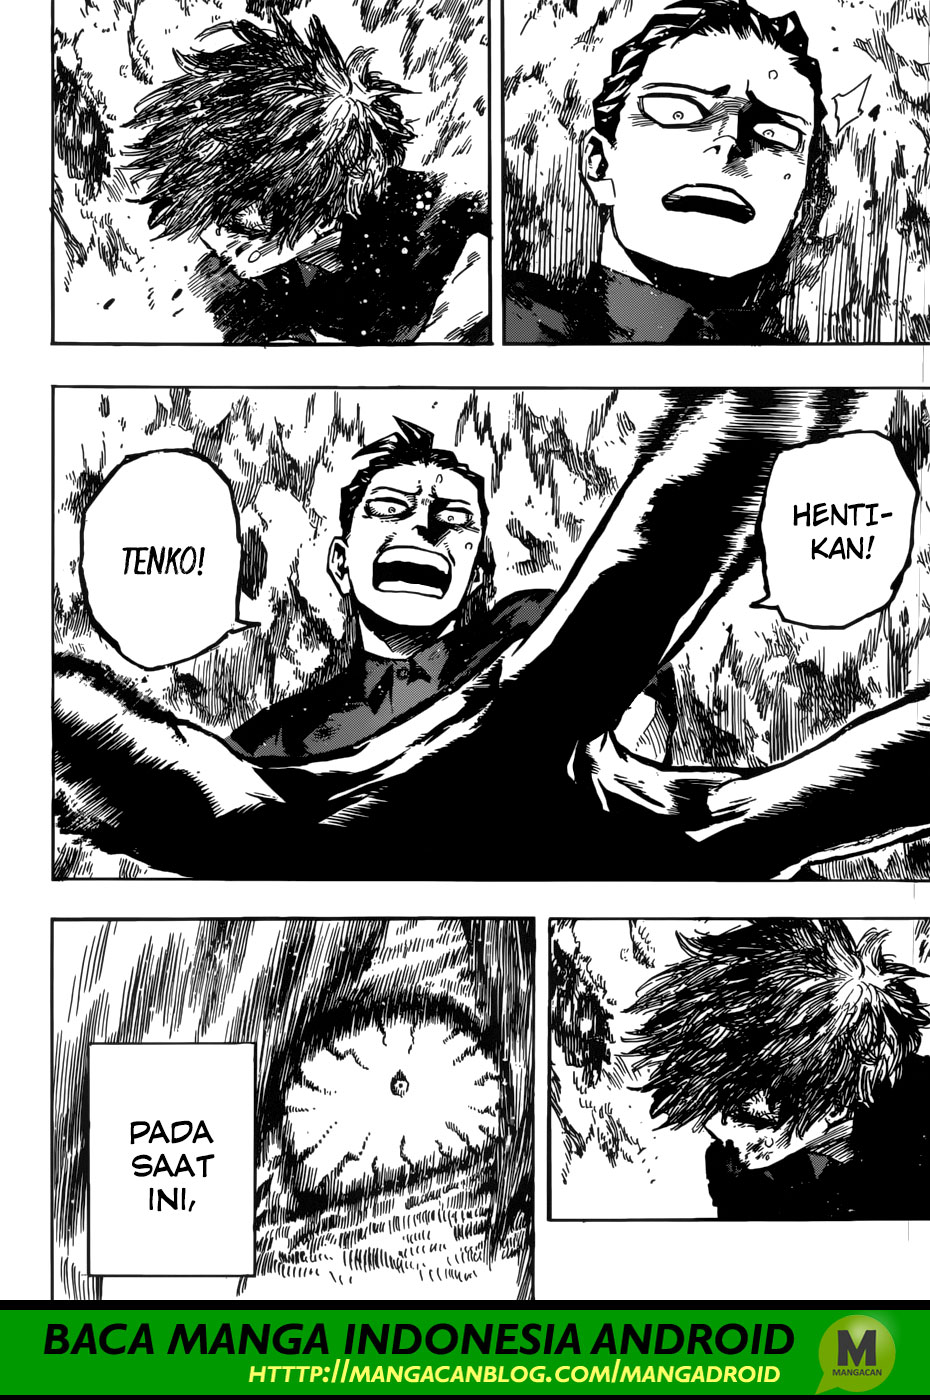 HENTI-
KAN!
TENKO!
PADA
SAAT
INI,
BACA MANGA INDONESIA ANDROID
HTTTP://MANGACANBLOG.COM/MANGADROID
M
MANGACAN